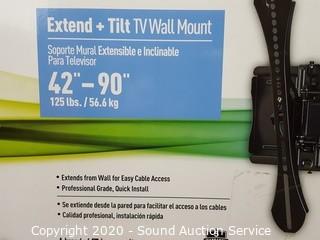 Extend + Tilt TV Wall Mount
Soporte Mural Extensible e Inclinable
Para Televisor
42"–90"
125 lbs. / 56.6 kg
• Extends from Wall for Easy Cable Access
• Professional Grade, Quick Install
• Se extiende desde la pared para facilitar el acceso a los cables
• Calidad profesional, instalación rápida
Copyright 2020 - Sound Auction Service